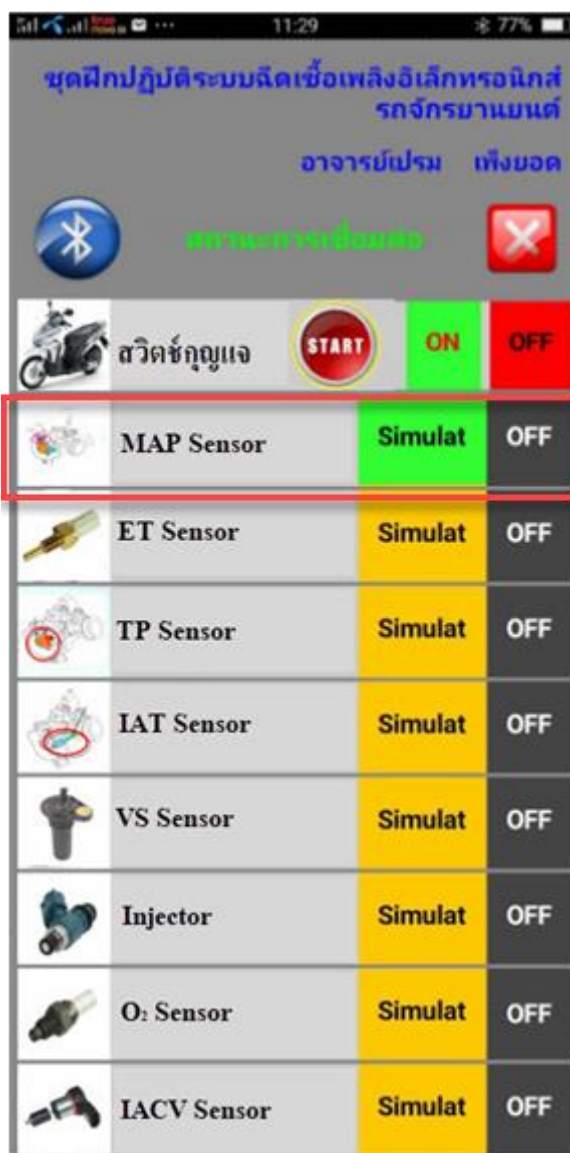 11:29
77%
ชุดฝึกปฏิบัติระบบฉีดเชื้อเพลิงอิเล็กทรอนิกส์
รถจักรยานยนต์
อาจารย์เปรม เพ็งยอด
สถานะการเชื่อมต่อ
สวิตช์กุญแจ START ON OFF
MAP Sensor Simulat OFF
ET Sensor Simulat OFF
TP Sensor Simulat OFF
IAT Sensor Simulat OFF
VS Sensor Simulat OFF
Injector Simulat OFF
O₂ Sensor Simulat OFF
IACV Sensor Simulat OFF